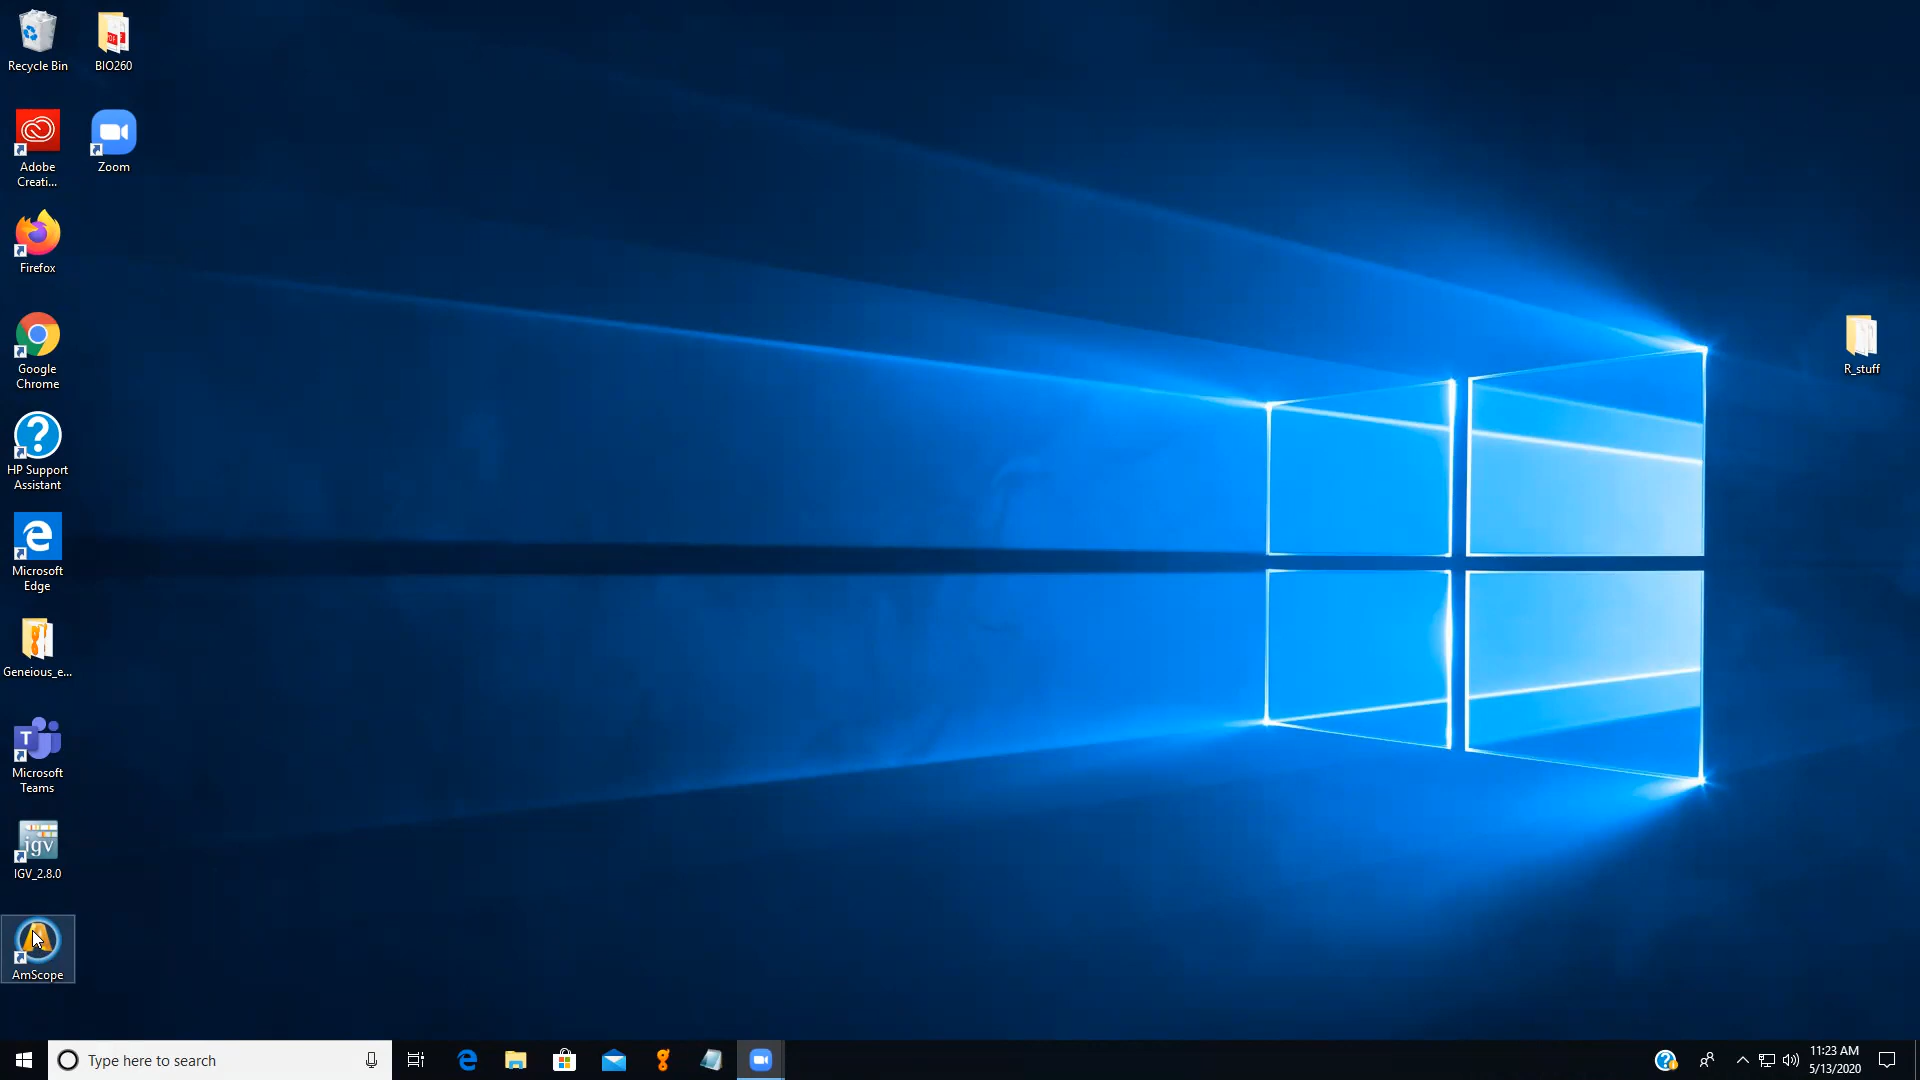 Recycle Bin
BIO260
Adobe
Creati...
Zoom
Firefox
Google
Chrome
R_stuff
HP Support
Assistant
Microsoft
Edge
Geneious_e...
T
Microsoft
Teams
igv
IGV_2.8.0
AmScope
Type here to search
11:23 AM
5/13/2020